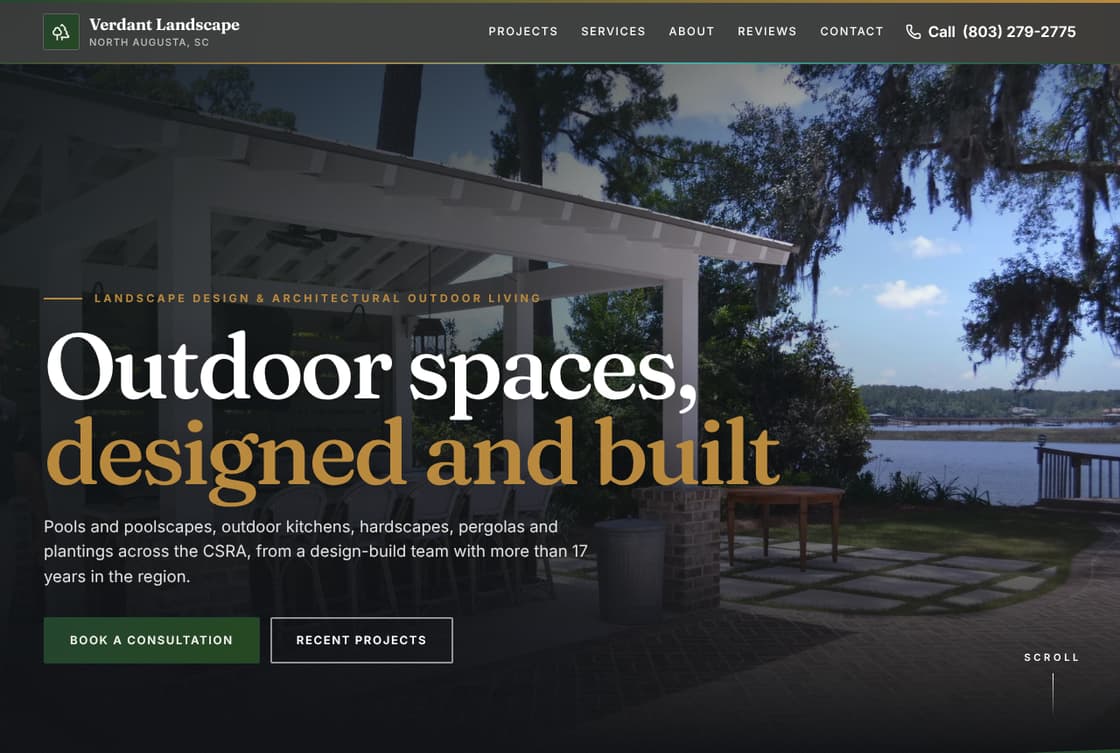 Verdant Landscape
NORTH AUGUSTA, SC
PROJECTS SERVICES ABOUT REVIEWS CONTACT Call (803) 279-2775
LANDSCAPE DESIGN & ARCHITECTURAL OUTDOOR LIVING
Outdoor spaces,
designed and built
Pools and poolscapes, outdoor kitchens, hardscapes, pergolas and
plantings across the CSRA, from a design-build team with more than 17
years in the region.
BOOK A CONSULTATION RECENT PROJECTS
SCROLL